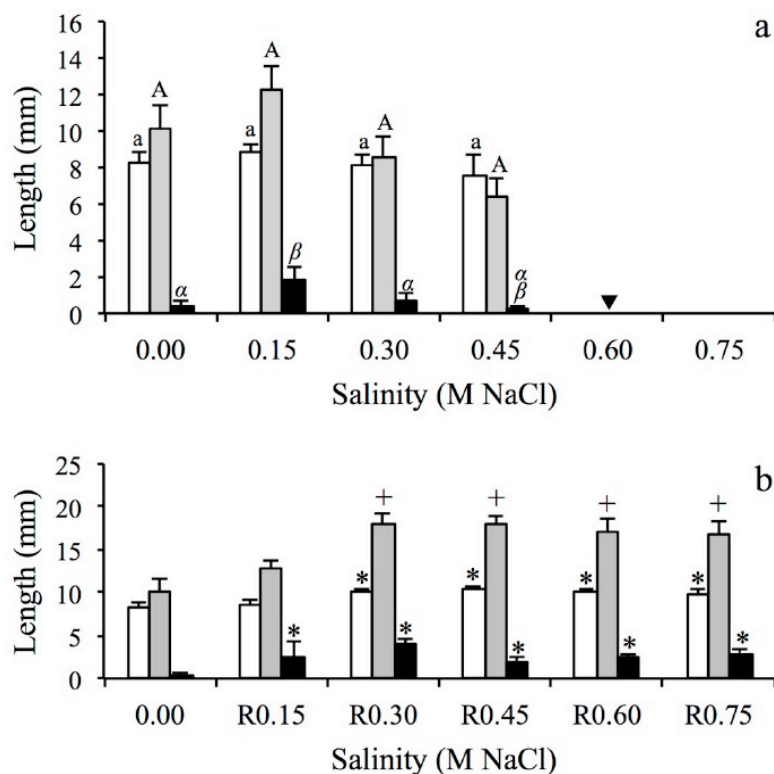 a
16
14
12
10
8
6
4
2
0
Length (mm)
a A α
a A β
a A α
a A α β
▼
0.00 0.15 0.30 0.45 0.60 0.75
Salinity (M NaCl)
b
25
20
15
10
5
0
Length (mm)
+ + + +
* * * *
* * * * *
0.00 R0.15 R0.30 R0.45 R0.60 R0.75
Salinity (M NaCl)